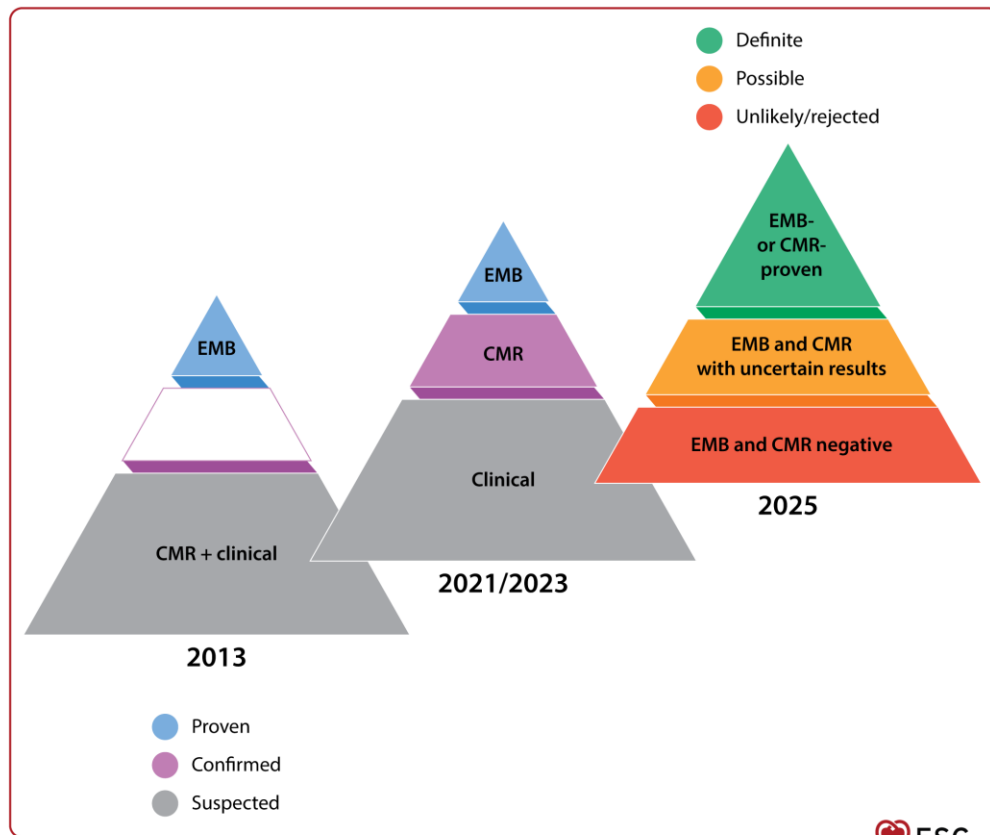 Definite
Possible
Unlikely/rejected
EMB-
or CMR-
proven
EMB
EMB
CMR
EMB and CMR
with uncertain results
EMB and CMR negative
CMR + clinical
Clinical
2025
2021/2023
2013
Proven
Confirmed
Suspected
ESC